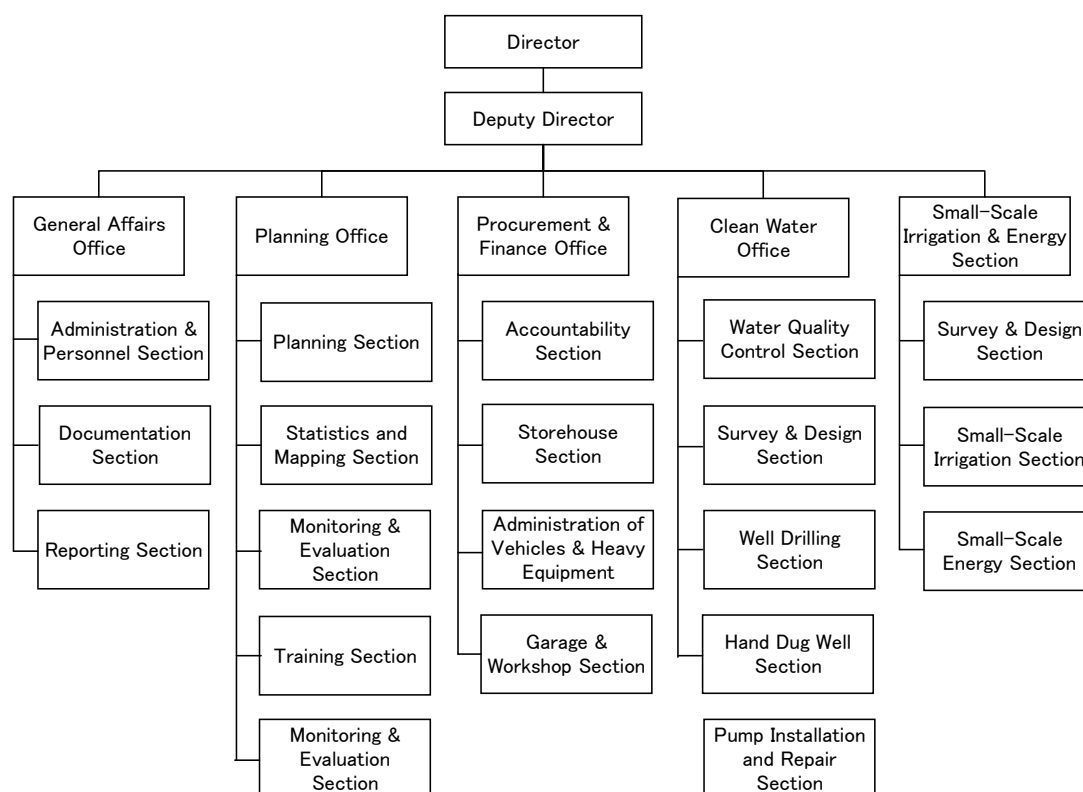 Director
Deputy Director
General Affairs
Office
Planning Office
Procurement &
Finance Office
Clean Water
Office
Small-Scale
Irrigation & Energy
Section
Administration &
Personnel Section
Documentation
Section
Reporting Section
Planning Section
Statistics and
Mapping Section
Monitoring &
Evaluation
Section
Training Section
Monitoring &
Evaluation
Section
Accountability
Section
Storehouse
Section
Administration of
Vehicles & Heavy
Equipment
Garage &
Workshop Section
Water Quality
Control Section
Survey & Design
Section
Well Drilling
Section
Hand Dug Well
Section
Pump Installation
and Repair
Section
Survey & Design
Section
Small-Scale
Irrigation Section
Small-Scale
Energy Section